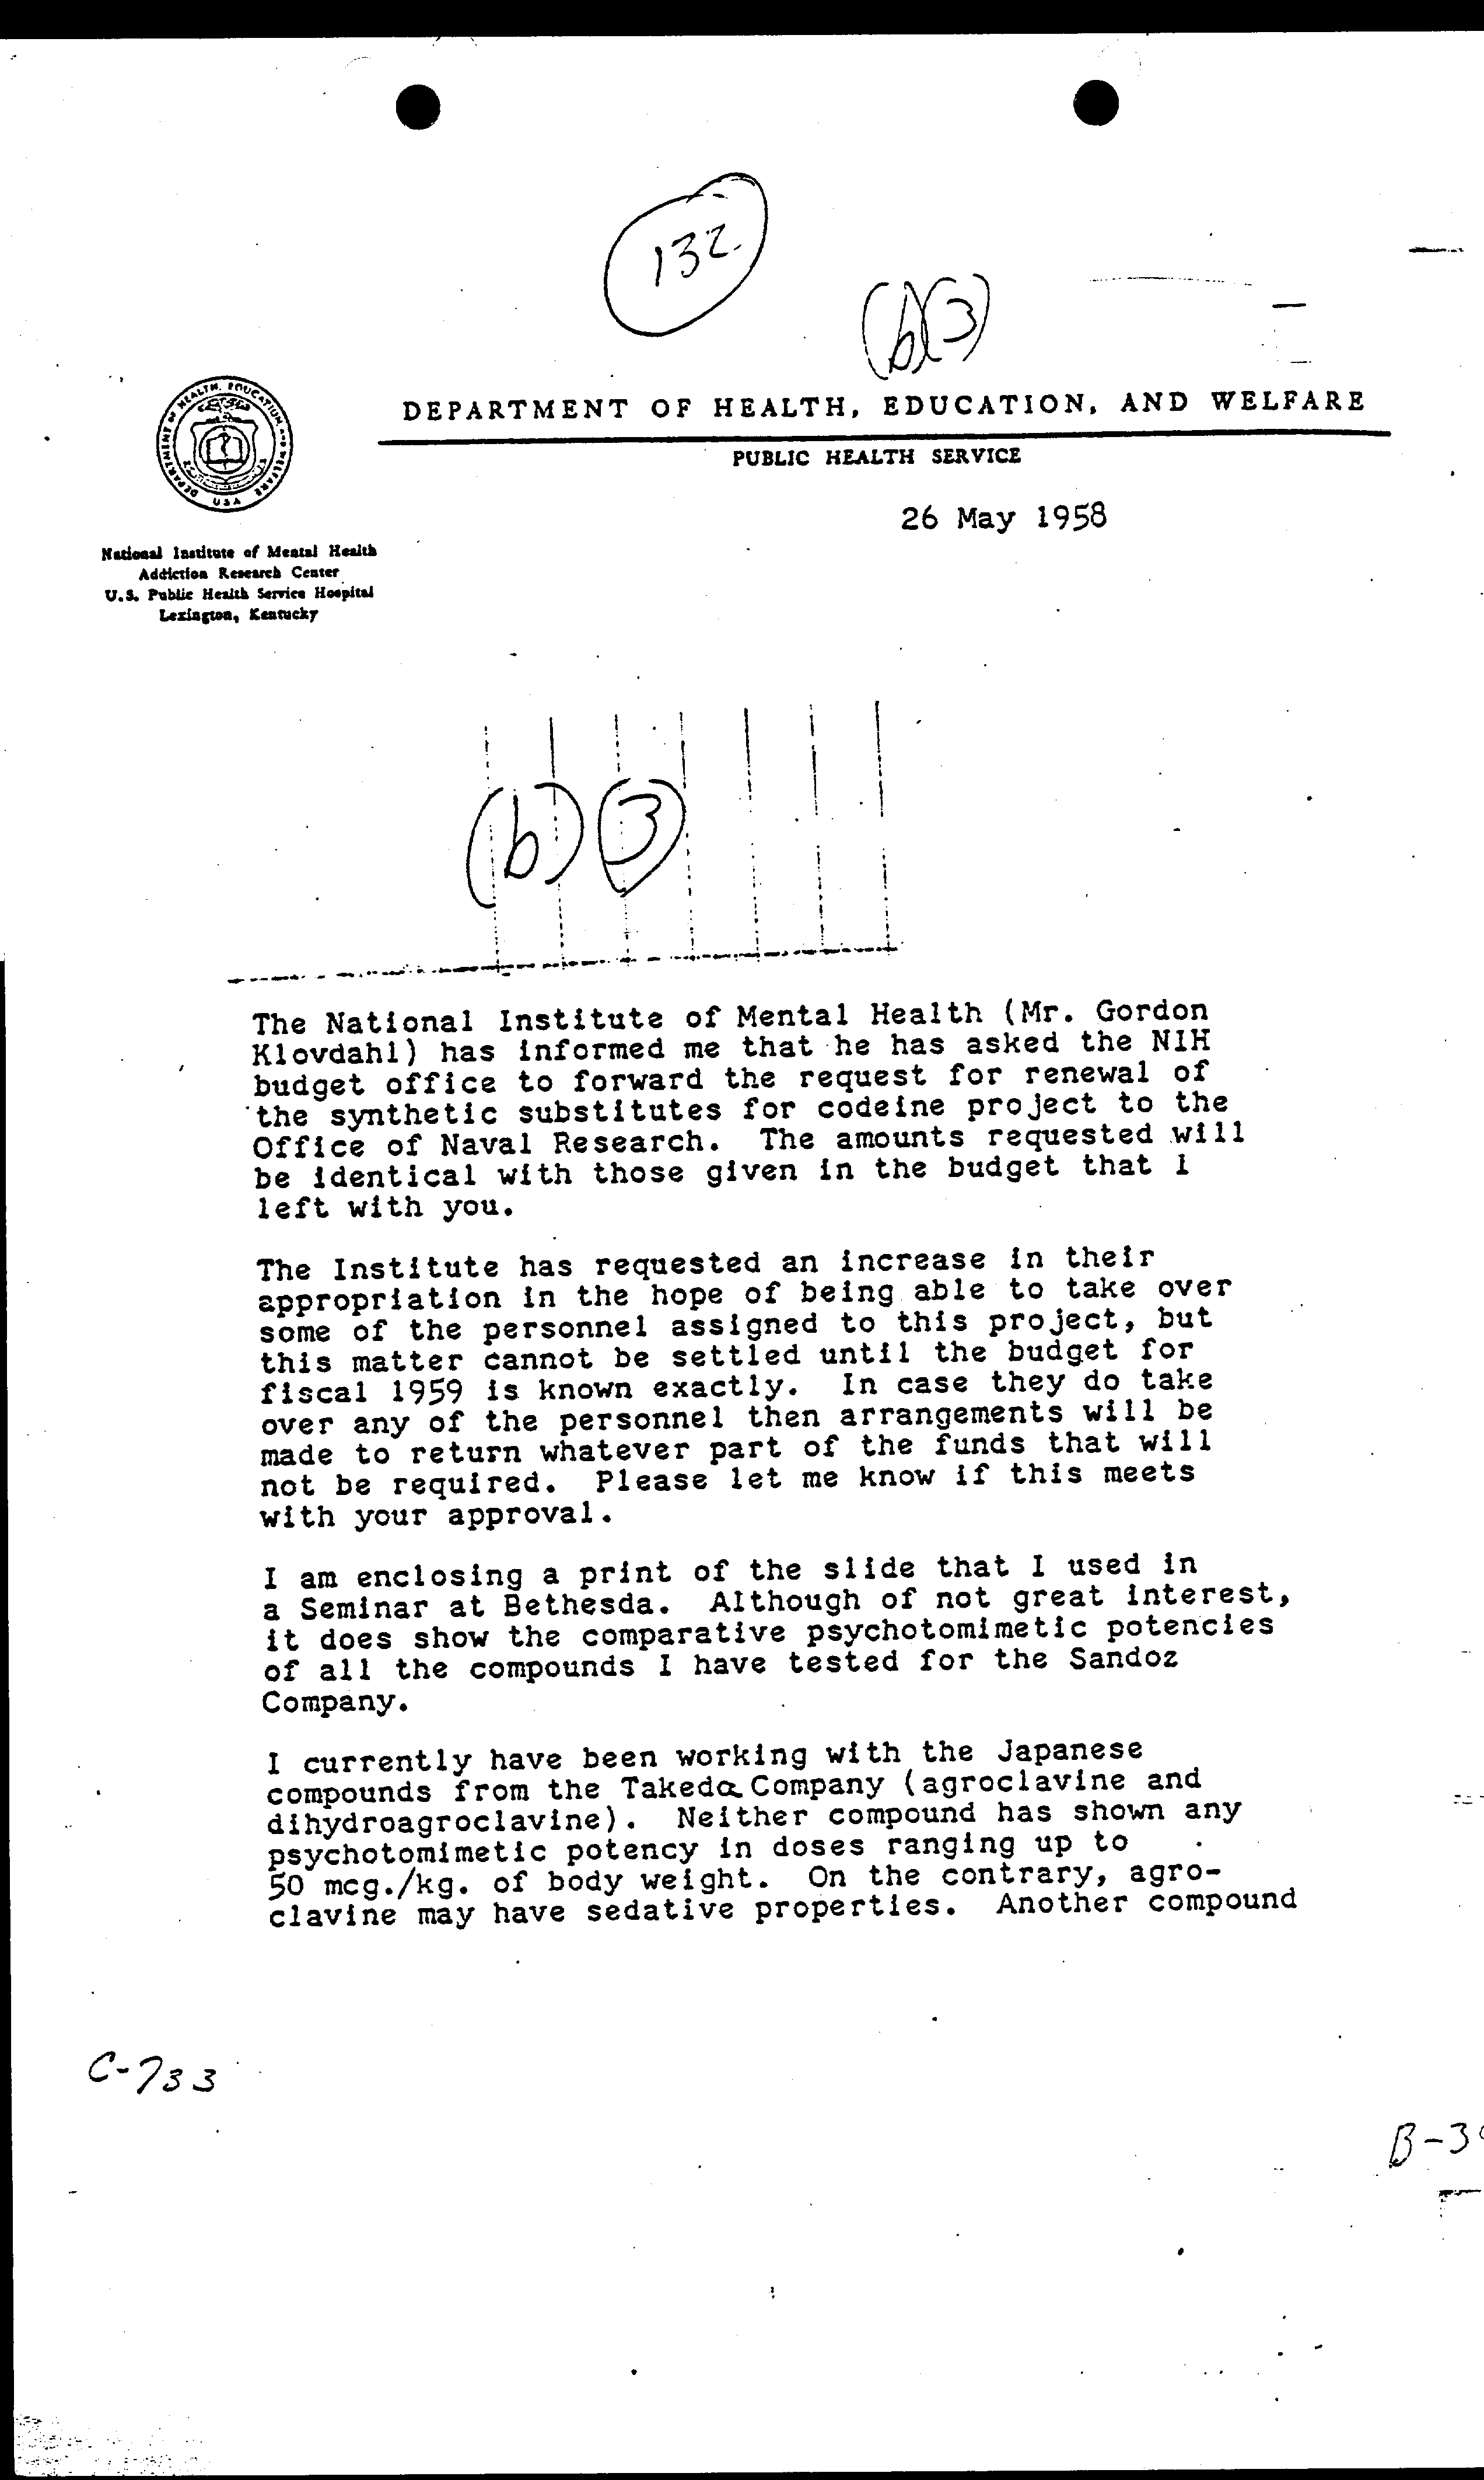 132.
(b)(3)
DEPARTMENT OF HEALTH, EDUCATION, AND WELFARE
PUBLIC HEALTH SERVICE
DEPARTMENT OF HEALTH, EDUCATION AND WELFARE
USA
26 May 1958
National Institute of Mental Health
Addiction Research Center
U.S. Public Health Service Hospital
Lexington, Kentucky
(b)(3)
The National Institute of Mental Health (Mr. Gordon
Klovdahl) has informed me that he has asked the NIH
budget office to forward the request for renewal of
the synthetic substitutes for codeine project to the
Office of Naval Research. The amounts requested will
be identical with those given in the budget that I
left with you.
The Institute has requested an increase in their
appropriation in the hope of being able to take over
some of the personnel assigned to this project, but
this matter cannot be settled until the budget for
fiscal 1959 is known exactly. In case they do take
over any of the personnel then arrangements will be
made to return whatever part of the funds that will
not be required. Please let me know if this meets
with your approval.
I am enclosing a print of the slide that I used in
a Seminar at Bethesda. Although of not great interest,
it does show the comparative psychotomimetic potencies
of all the compounds I have tested for the Sandoz
Company.
I currently have been working with the Japanese
compounds from the Takeda Company (agroclavine and
dihydroagroclavine). Neither compound has shown any
psychotomimetic potency in doses ranging up to
50 mcg./kg. of body weight. On the contrary, agro-
clavine may have sedative properties. Another compound
C-733
B-3